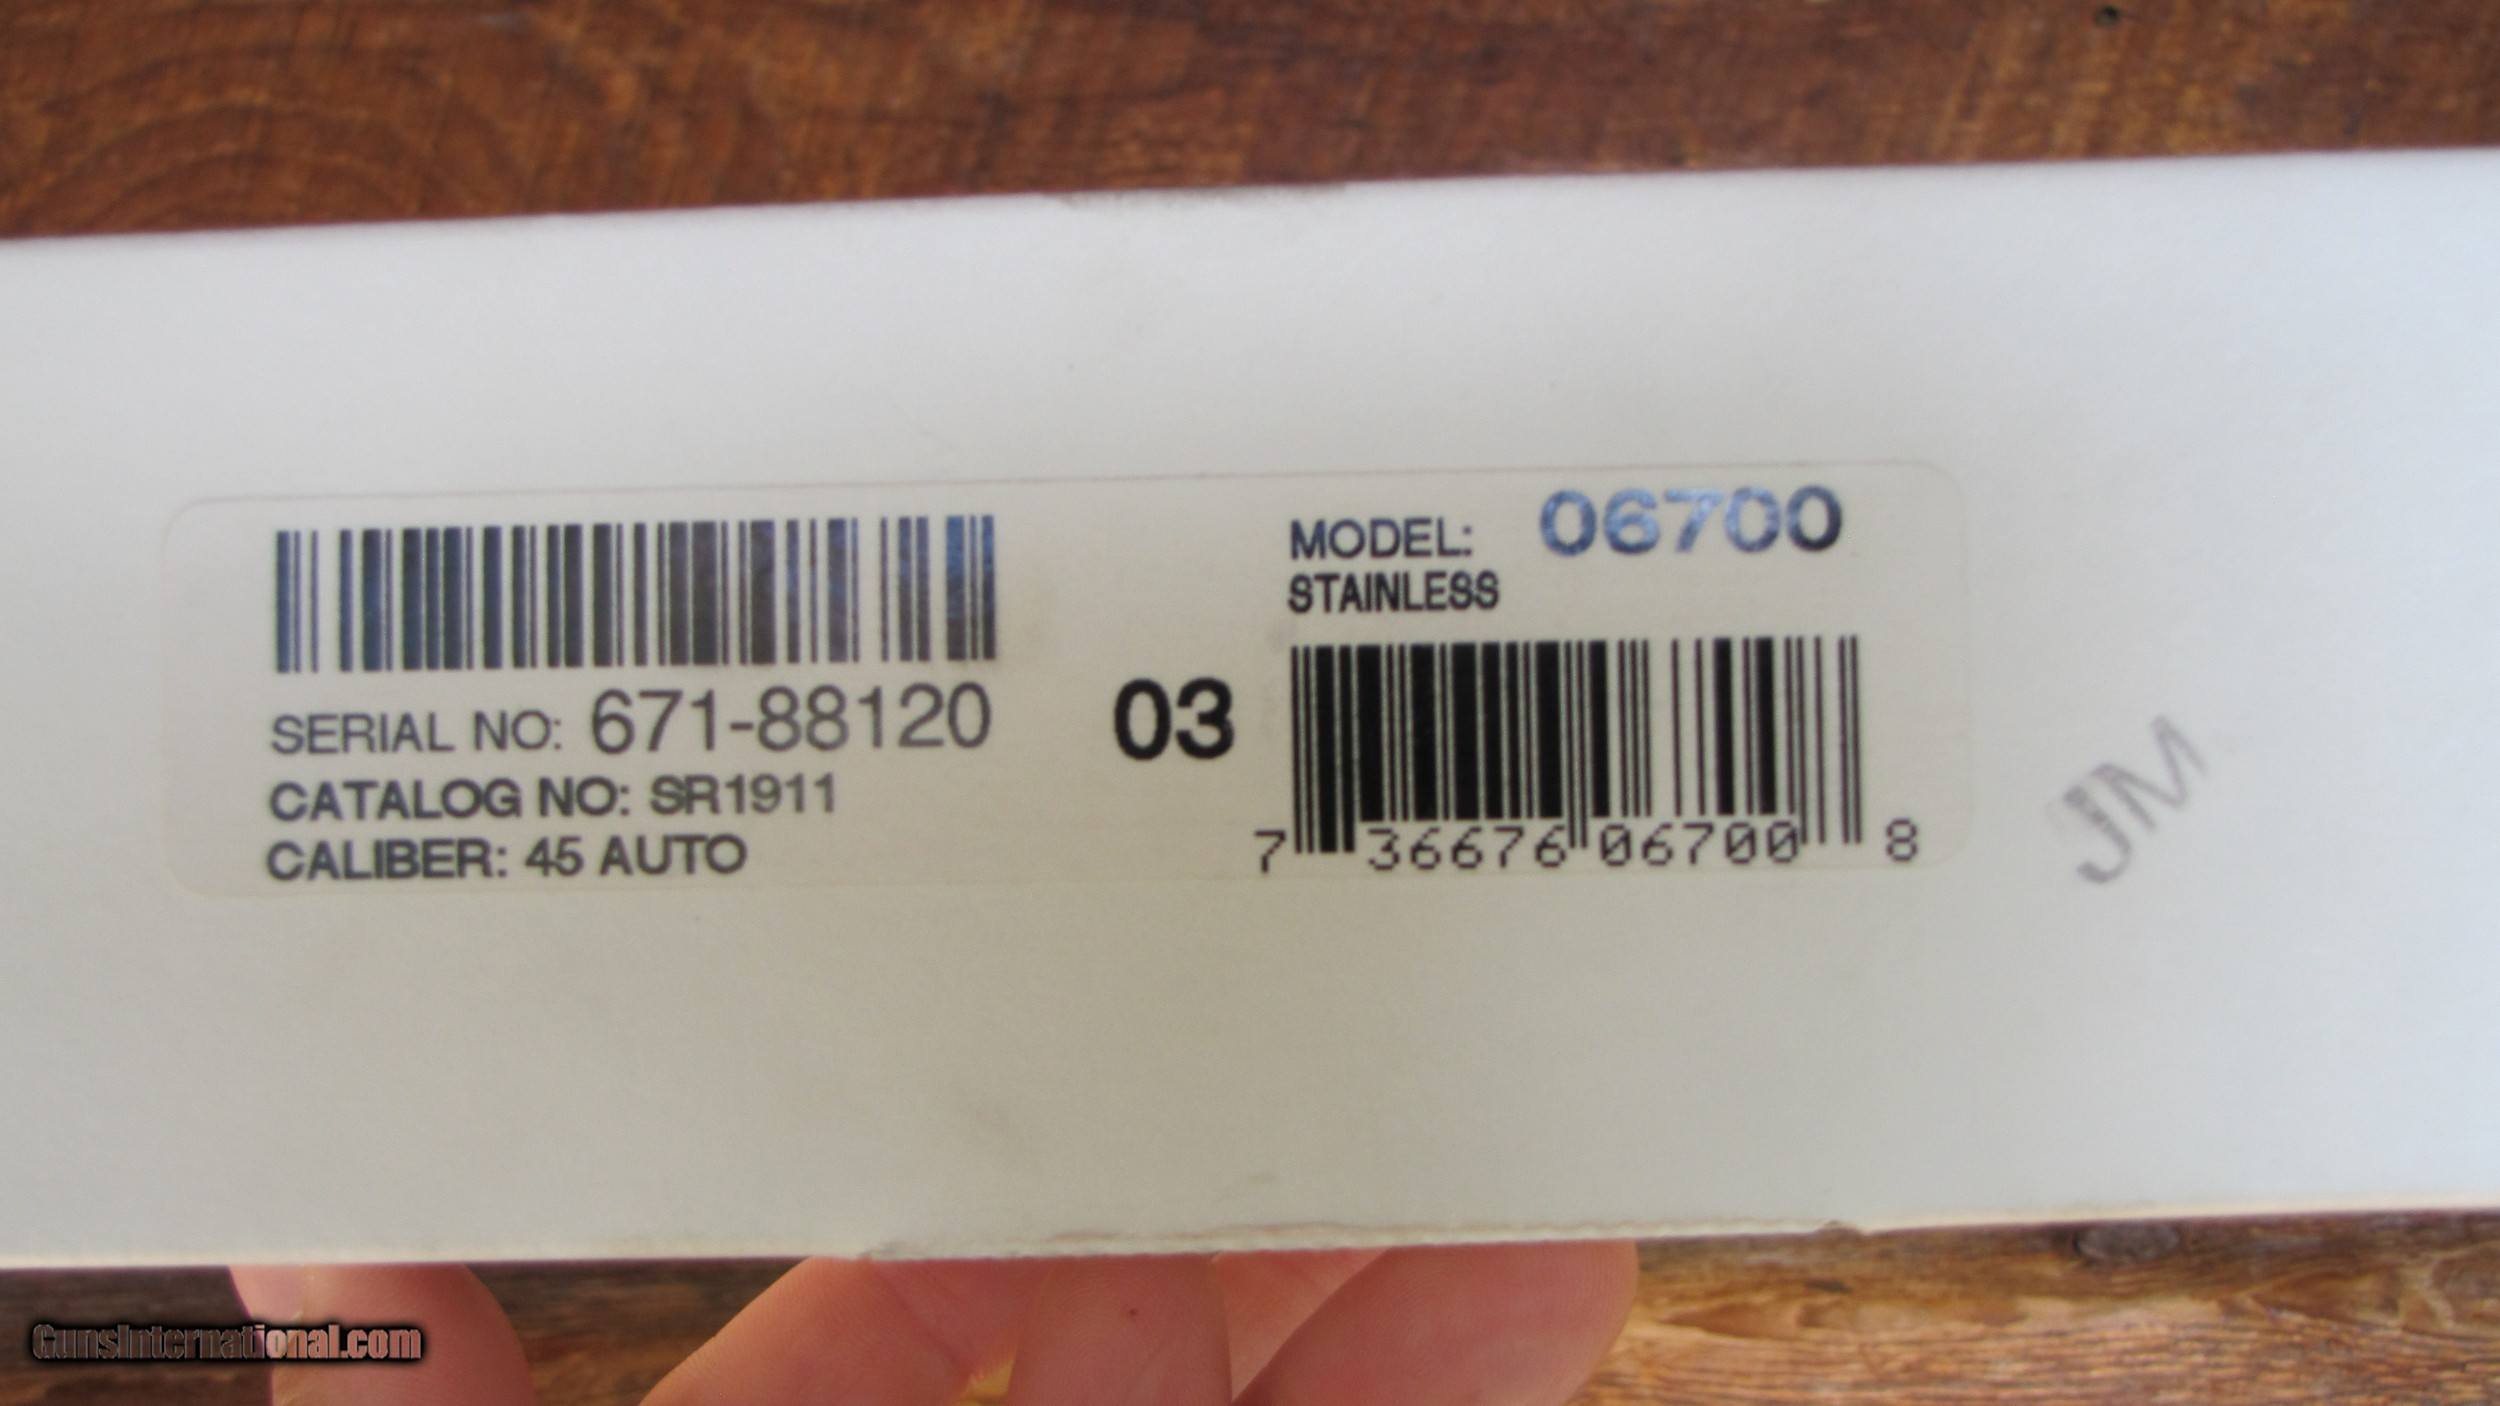 SERIAL NO: 671-88120
CATALOG NO: SR1911
CALIBER: 45 AUTO
03
MODEL: 06700
STAINLESS
7 36676 06700 8
JM
GunsInternational.com